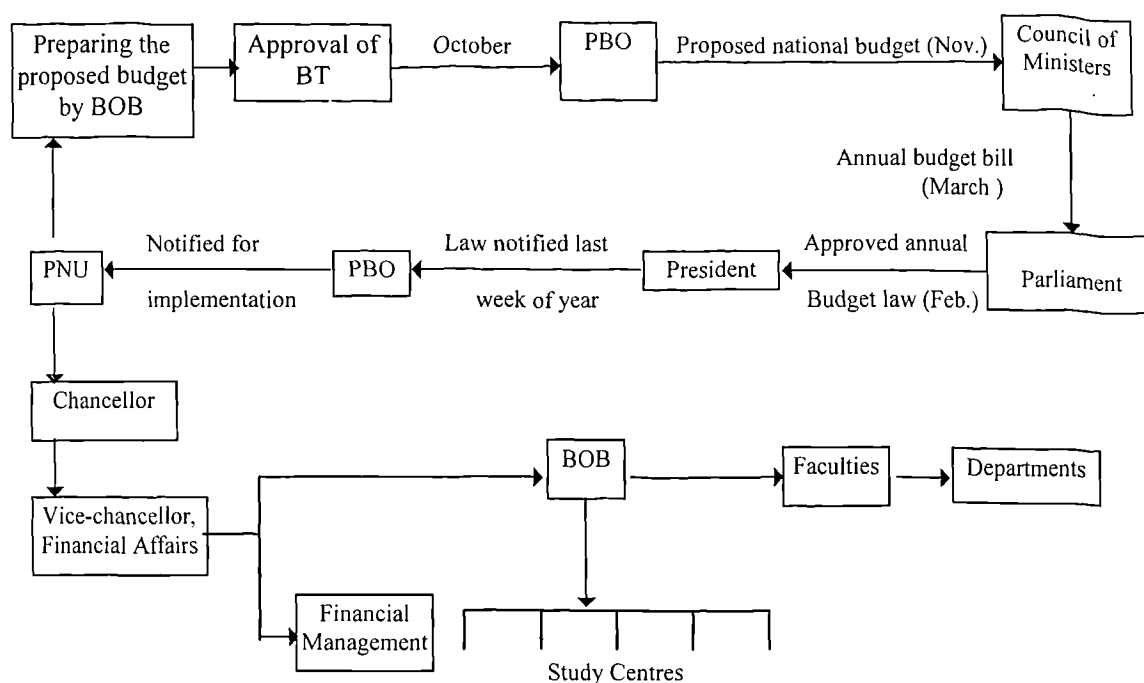 Preparing the
proposed budget
by BOB
Approval of
BT
October
PBO
Proposed national budget (Nov.)
Council of
Ministers
Annual budget bill
(March )
PNU
Notified for
implementation
PBO
Law notified last
week of year
President
Approved annual
Budget law (Feb.)
Parliament
Chancellor
Vice-chancellor,
Financial Affairs
BOB
Faculties
Departments
Financial
Management
Study Centres